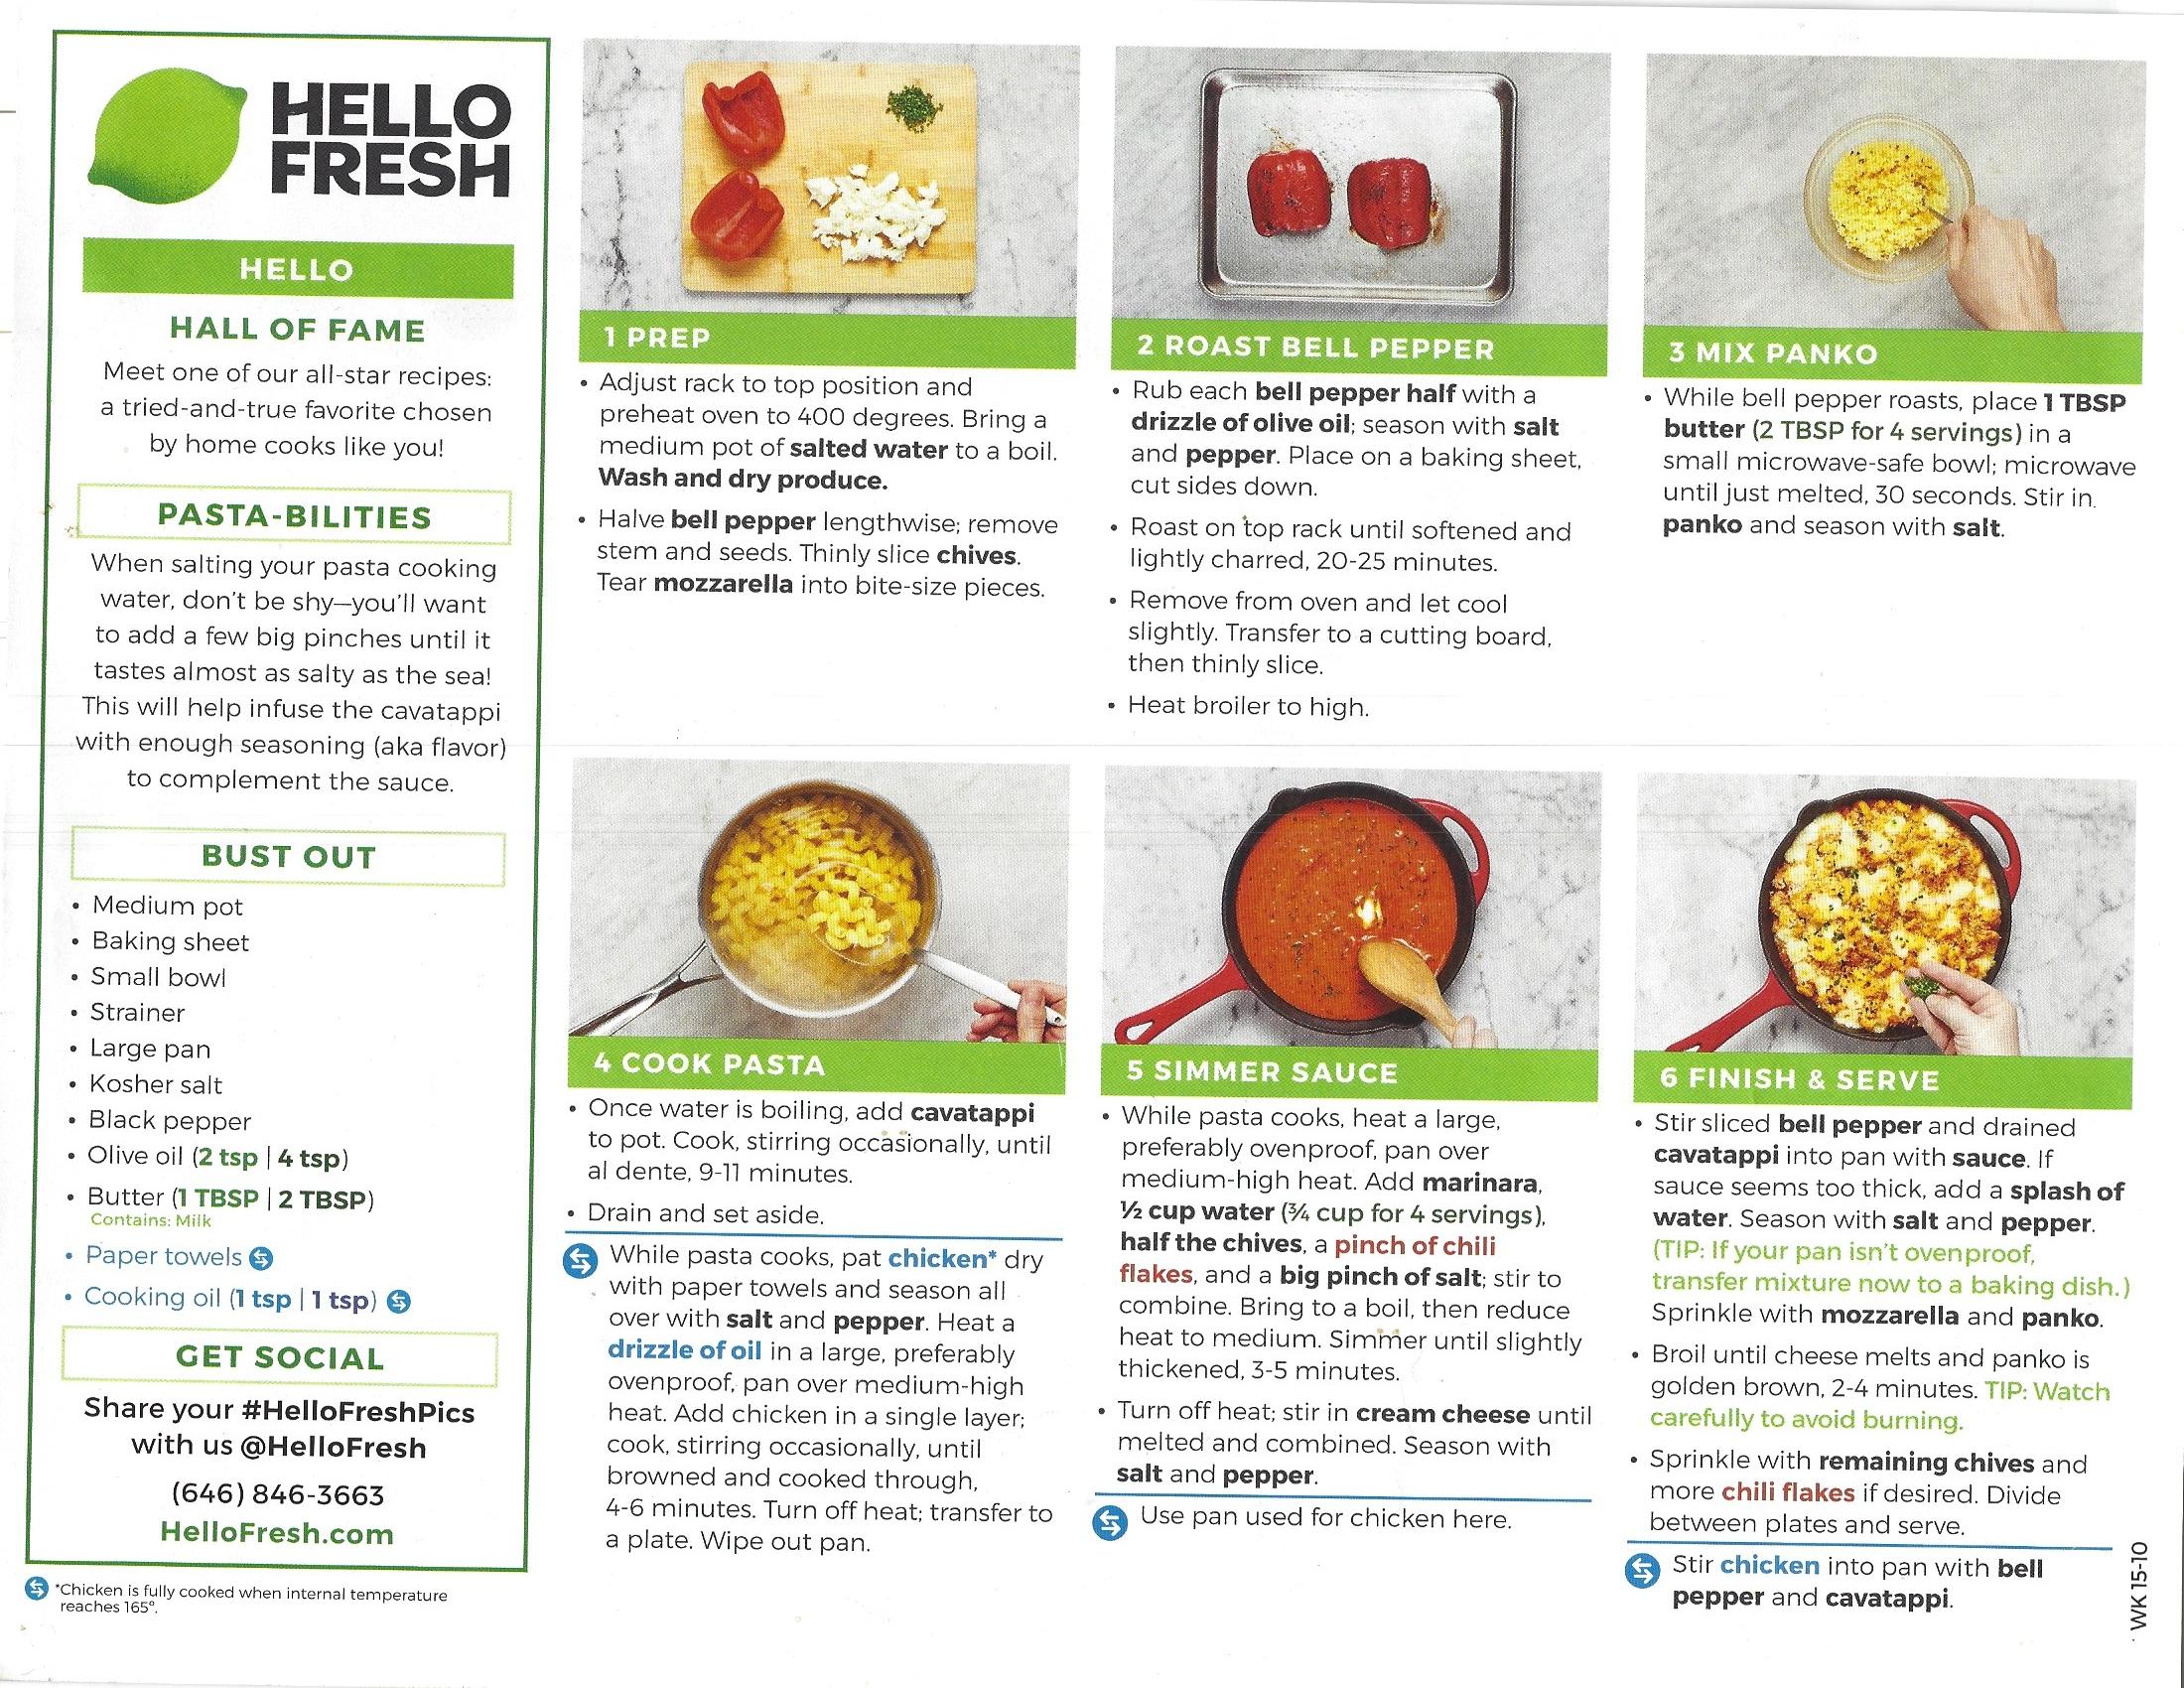 HELLO
FRESH
HELLO
HALL OF FAME
Meet one of our all-star recipes:
a tried-and-true favorite chosen
by home cooks like you!
PASTA-BILITIES
When salting your pasta cooking
water, don't be shy—you'll want
to add a few big pinches until it
tastes almost as salty as the sea!
This will help infuse the cavatappi
with enough seasoning (aka flavor)
to complement the sauce.
BUST OUT
• Medium pot
• Baking sheet
• Small bowl
• Strainer
• Large pan
• Kosher salt
• Black pepper
• Olive oil (2 tsp | 4 tsp)
• Butter (1 TBSP | 2 TBSP)
Contains: Milk
• Paper towels
• Cooking oil (1 tsp | 1 tsp)
GET SOCIAL
Share your #HelloFreshPics
with us @HelloFresh
(646) 846-3663
HelloFresh.com
*Chicken is fully cooked when internal temperature
reaches 165°.
1 PREP
• Adjust rack to top position and
preheat oven to 400 degrees. Bring a
medium pot of salted water to a boil.
Wash and dry produce.
• Halve bell pepper lengthwise; remove
stem and seeds. Thinly slice chives.
Tear mozzarella into bite-size pieces.
2 ROAST BELL PEPPER
• Rub each bell pepper half with a
drizzle of olive oil; season with salt
and pepper. Place on a baking sheet,
cut sides down.
• Roast on top rack until softened and
lightly charred, 20-25 minutes.
• Remove from oven and let cool
slightly. Transfer to a cutting board,
then thinly slice.
• Heat broiler to high.
3 MIX PANKO
• While bell pepper roasts, place 1 TBSP
butter (2 TBSP for 4 servings) in a
small microwave-safe bowl; microwave
until just melted, 30 seconds. Stir in
panko and season with salt.
4 COOK PASTA
• Once water is boiling, add cavatappi
to pot. Cook, stirring occasionally, until
al dente, 9-11 minutes.
• Drain and set aside.
While pasta cooks, pat chicken* dry
with paper towels and season all
over with salt and pepper. Heat a
drizzle of oil in a large, preferably
ovenproof, pan over medium-high
heat. Add chicken in a single layer;
cook, stirring occasionally, until
browned and cooked through,
4-6 minutes. Turn off heat; transfer to
a plate. Wipe out pan.
5 SIMMER SAUCE
• While pasta cooks, heat a large,
preferably ovenproof, pan over
medium-high heat. Add marinara,
½ cup water (¾ cup for 4 servings),
half the chives, a pinch of chili
flakes, and a big pinch of salt; stir to
combine. Bring to a boil, then reduce
heat to medium. Simmer until slightly
thickened, 3-5 minutes.
• Turn off heat; stir in cream cheese until
melted and combined. Season with
salt and pepper.
Use pan used for chicken here.
6 FINISH & SERVE
• Stir sliced bell pepper and drained
cavatappi into pan with sauce. If
sauce seems too thick, add a splash of
water. Season with salt and pepper.
(TIP: If your pan isn't ovenproof,
transfer mixture now to a baking dish.)
Sprinkle with mozzarella and panko.
• Broil until cheese melts and panko is
golden brown, 2-4 minutes. TIP: Watch
carefully to avoid burning.
• Sprinkle with remaining chives and
more chili flakes if desired. Divide
between plates and serve.
Stir chicken into pan with bell
pepper and cavatappi.
WK 15-10